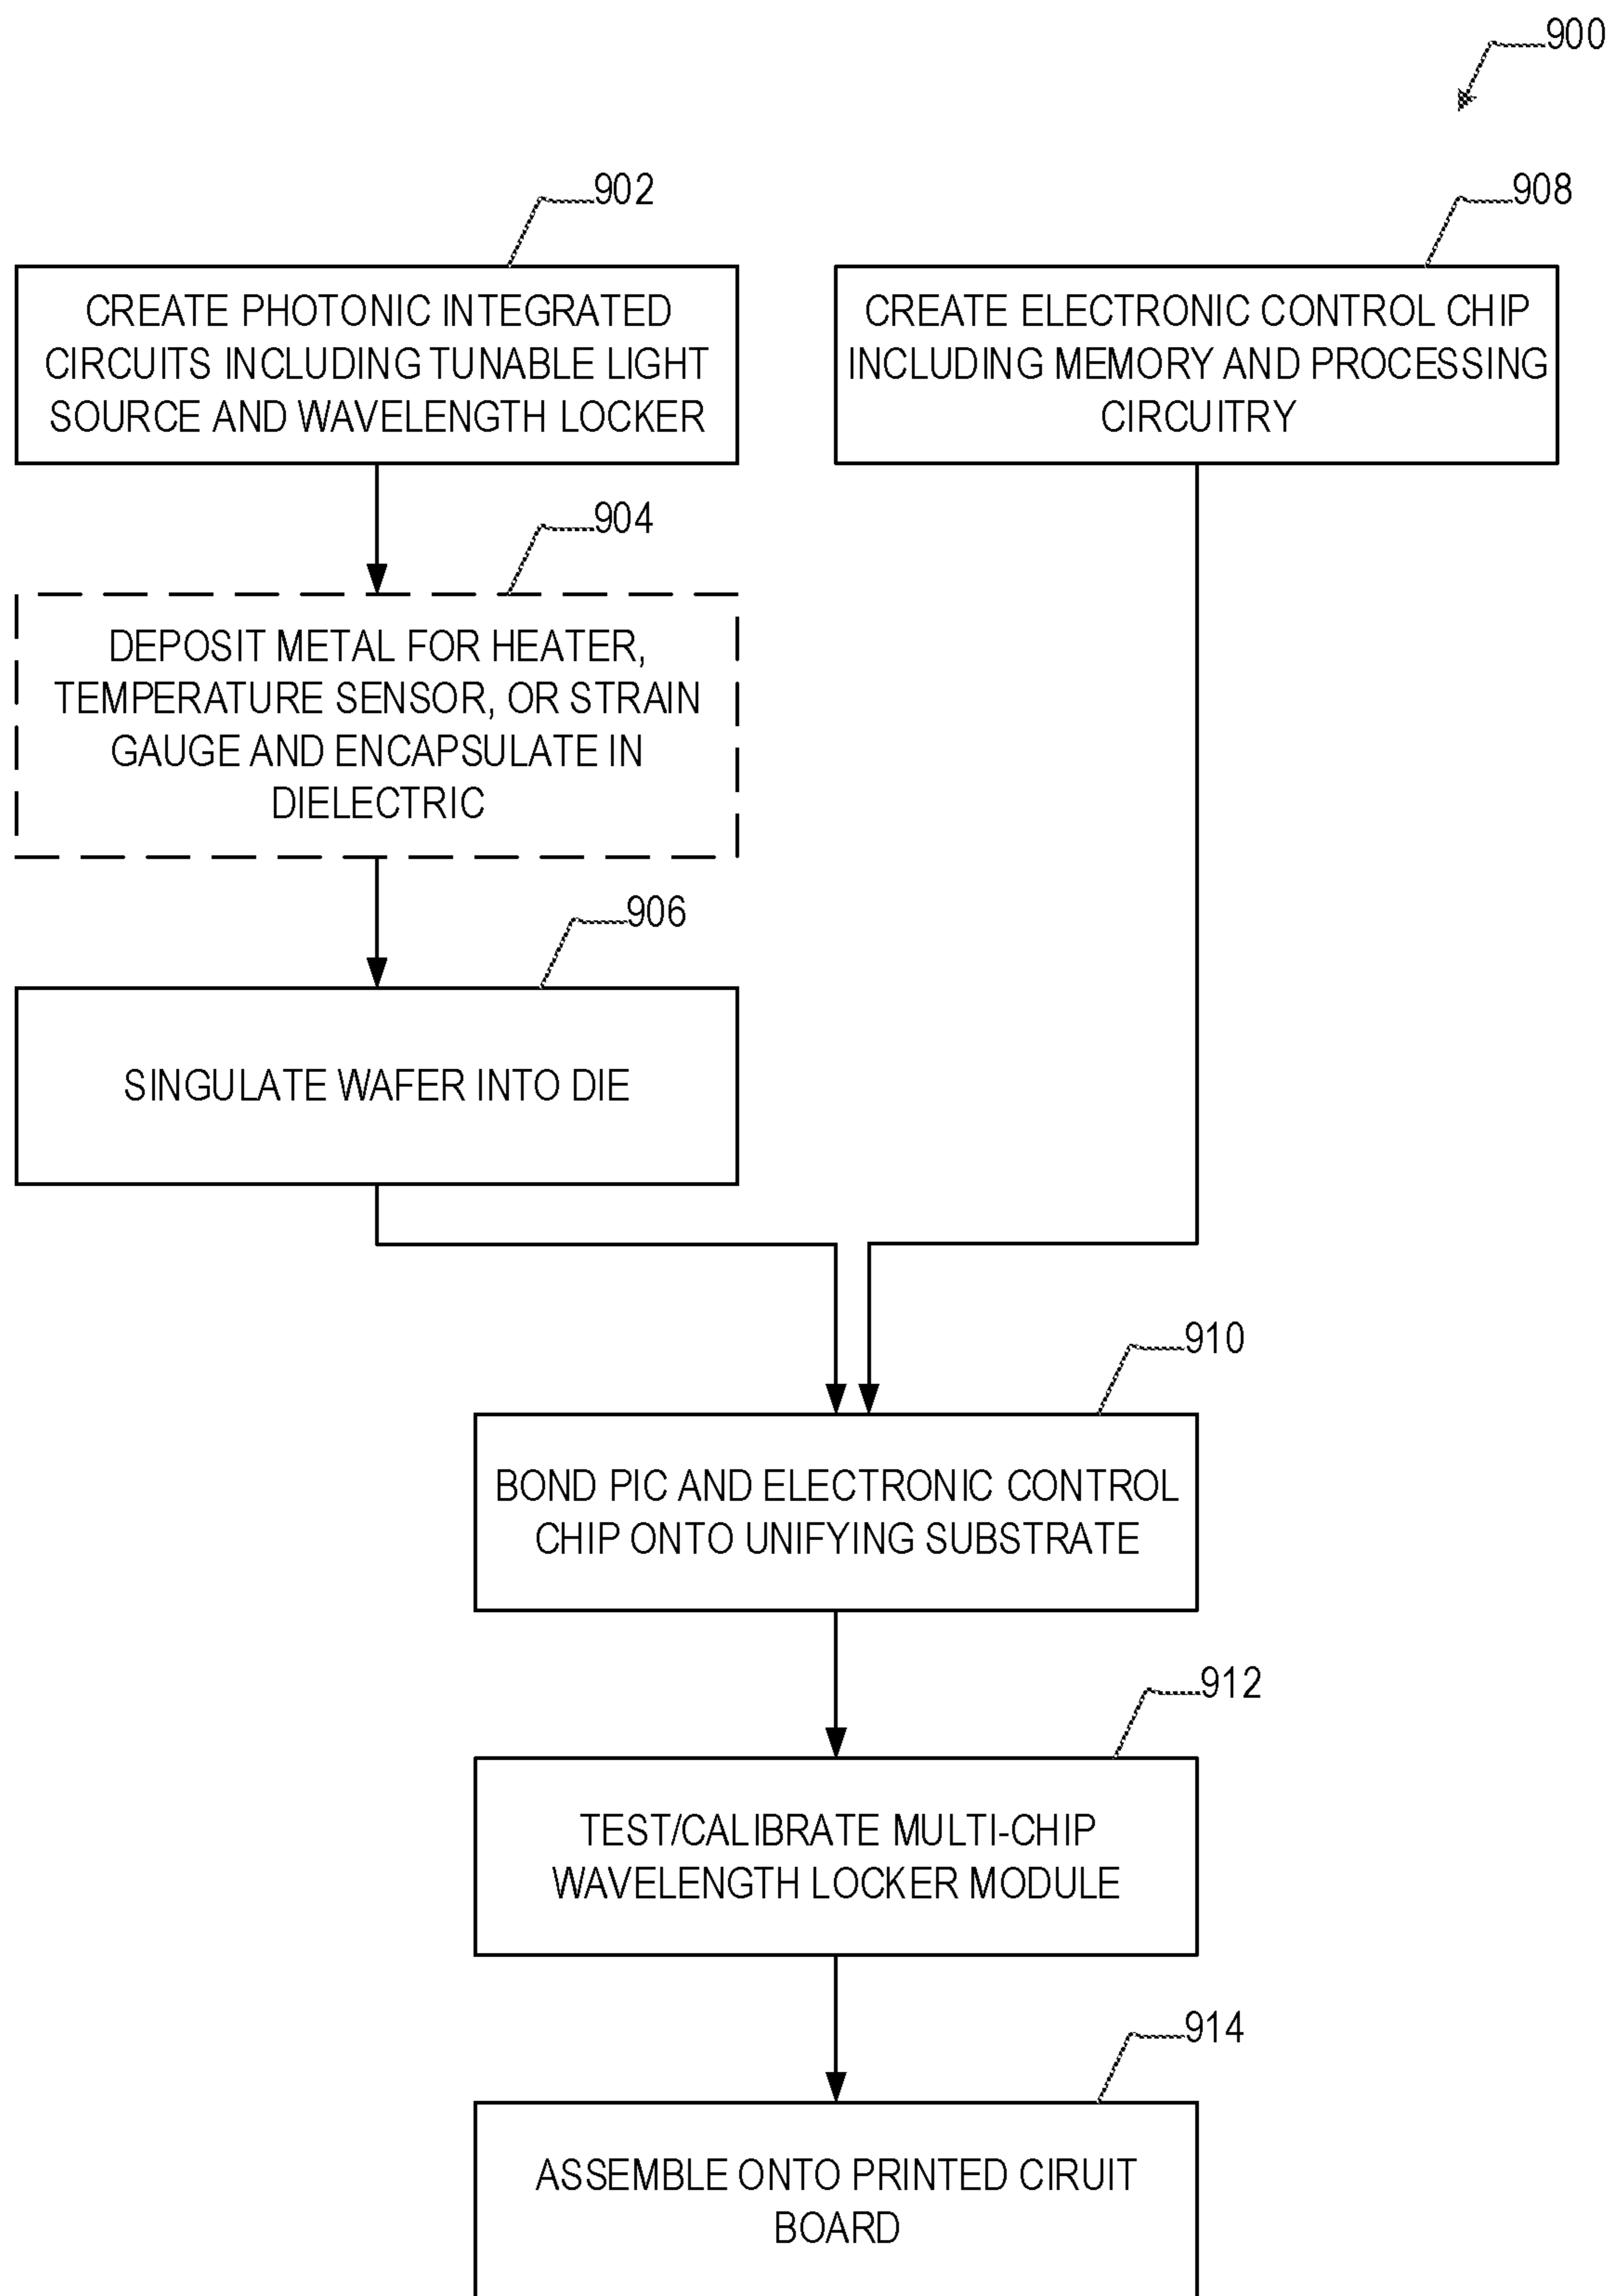 900
902
CREATE PHOTONIC INTEGRATED
CIRCUITS INCLUDING TUNABLE LIGHT
SOURCE AND WAVELENGTH LOCKER
908
CREATE ELECTRONIC CONTROL CHIP
INCLUDING MEMORY AND PROCESSING
CIRCUITRY
904
DEPOSIT METAL FOR HEATER,
TEMPERATURE SENSOR, OR STRAIN
GAUGE AND ENCAPSULATE IN
DIELECTRIC
906
SINGULATE WAFER INTO DIE
910
BOND PIC AND ELECTRONIC CONTROL
CHIP ONTO UNIFYING SUBSTRATE
912
TEST/CALIBRATE MULTI-CHIP
WAVELENGTH LOCKER MODULE
914
ASSEMBLE ONTO PRINTED CIRUIT
BOARD